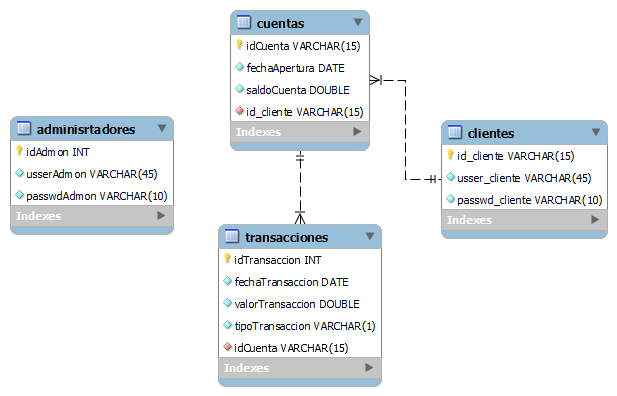 cuentas
idCuenta VARCHAR(15)
fechaApertura DATE
saldoCuenta DOUBLE
id_cliente VARCHAR(15)
Indexes
adminisrtadores
idAdmon INT
usserAdmon VARCHAR(45)
passwdAdmon VARCHAR(10)
Indexes
clientes
id_cliente VARCHAR(15)
usser_cliente VARCHAR(45)
passwd_cliente VARCHAR(10)
Indexes
transacciones
idTransaccion INT
fechaTransaccion DATE
valorTransaccion DOUBLE
tipoTransaccion VARCHAR(1)
idCuenta VARCHAR(15)
Indexes